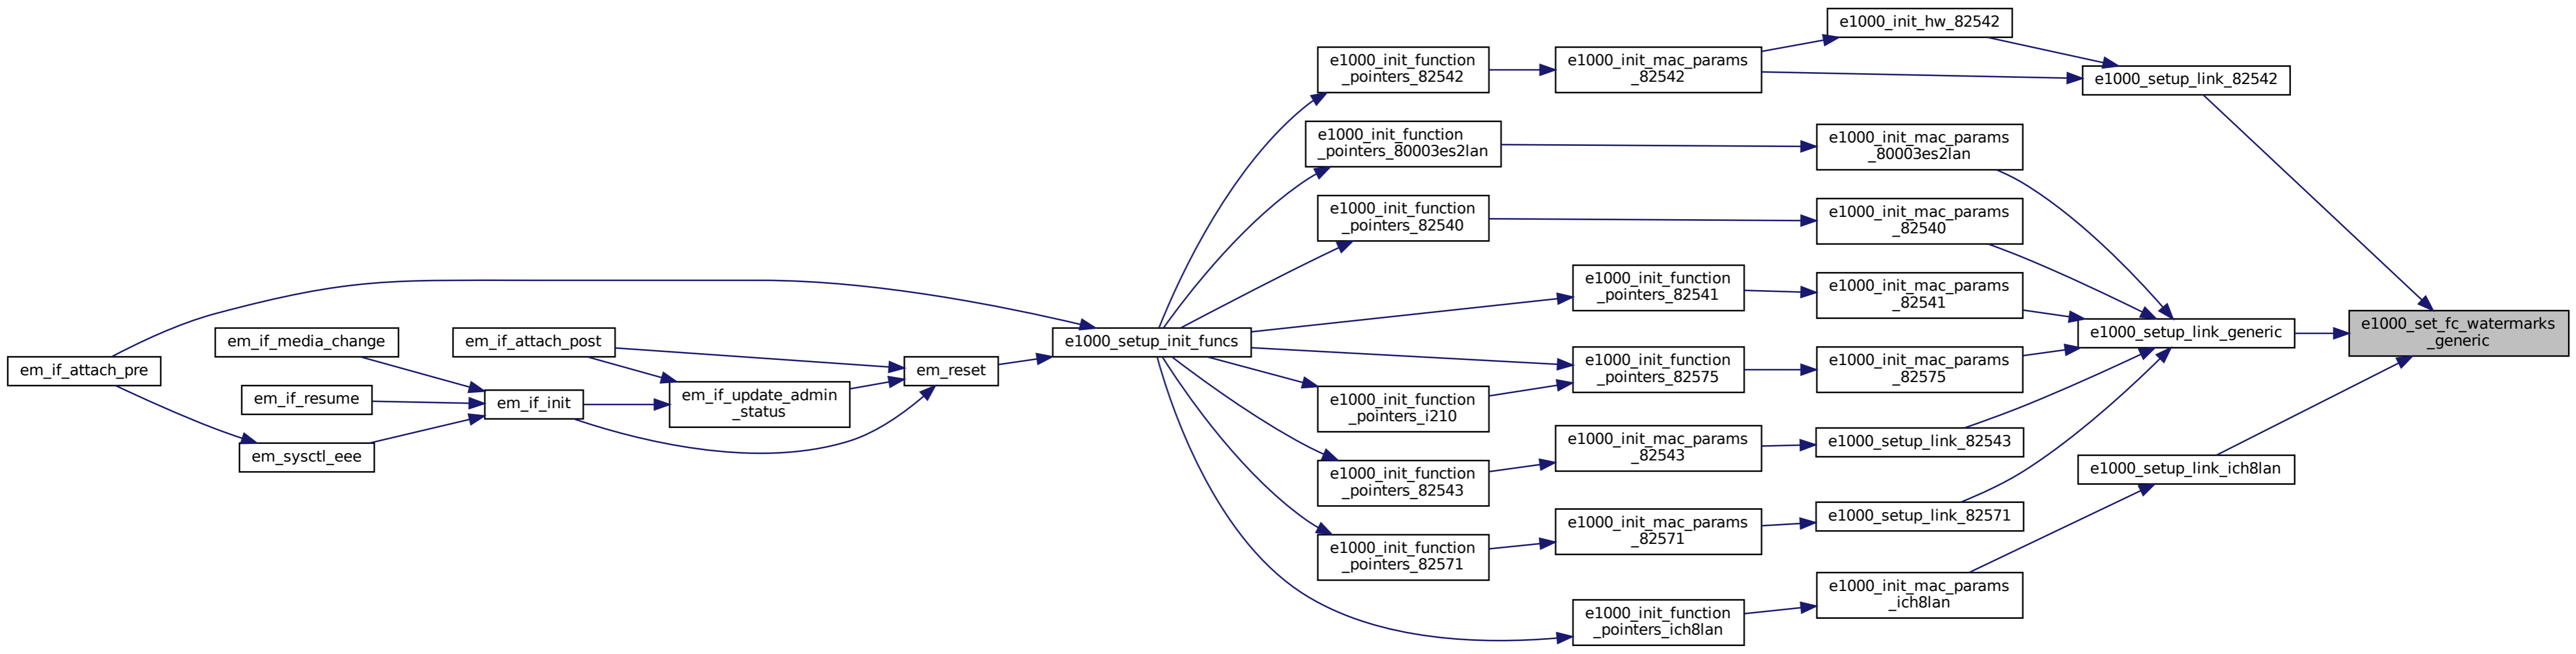 e1000_init_hw_82542
e1000_init_function
_pointers_82542
e1000_init_mac_params
_82542
e1000_setup_link_82542
e1000_init_function
_pointers_80003es2lan
e1000_init_mac_params
_80003es2lan
e1000_init_function
_pointers_82540
e1000_init_mac_params
_82540
e1000_init_function
_pointers_82541
e1000_init_mac_params
_82541
e1000_set_fc_watermarks
_generic
e1000_setup_link_generic
em_if_media_change
em_if_attach_post
e1000_setup_init_funcs
em_if_attach_pre
em_reset
e1000_init_function
_pointers_82575
e1000_init_mac_params
_82575
em_if_resume
em_if_init
em_if_update_admin
_status
e1000_init_function
_pointers_i210
em_sysctl_eee
e1000_init_mac_params
_82543
e1000_setup_link_82543
e1000_setup_link_ich8lan
e1000_init_function
_pointers_82543
e1000_init_mac_params
_82571
e1000_setup_link_82571
e1000_init_function
_pointers_82571
e1000_init_mac_params
_ich8lan
e1000_init_function
_pointers_ich8lan